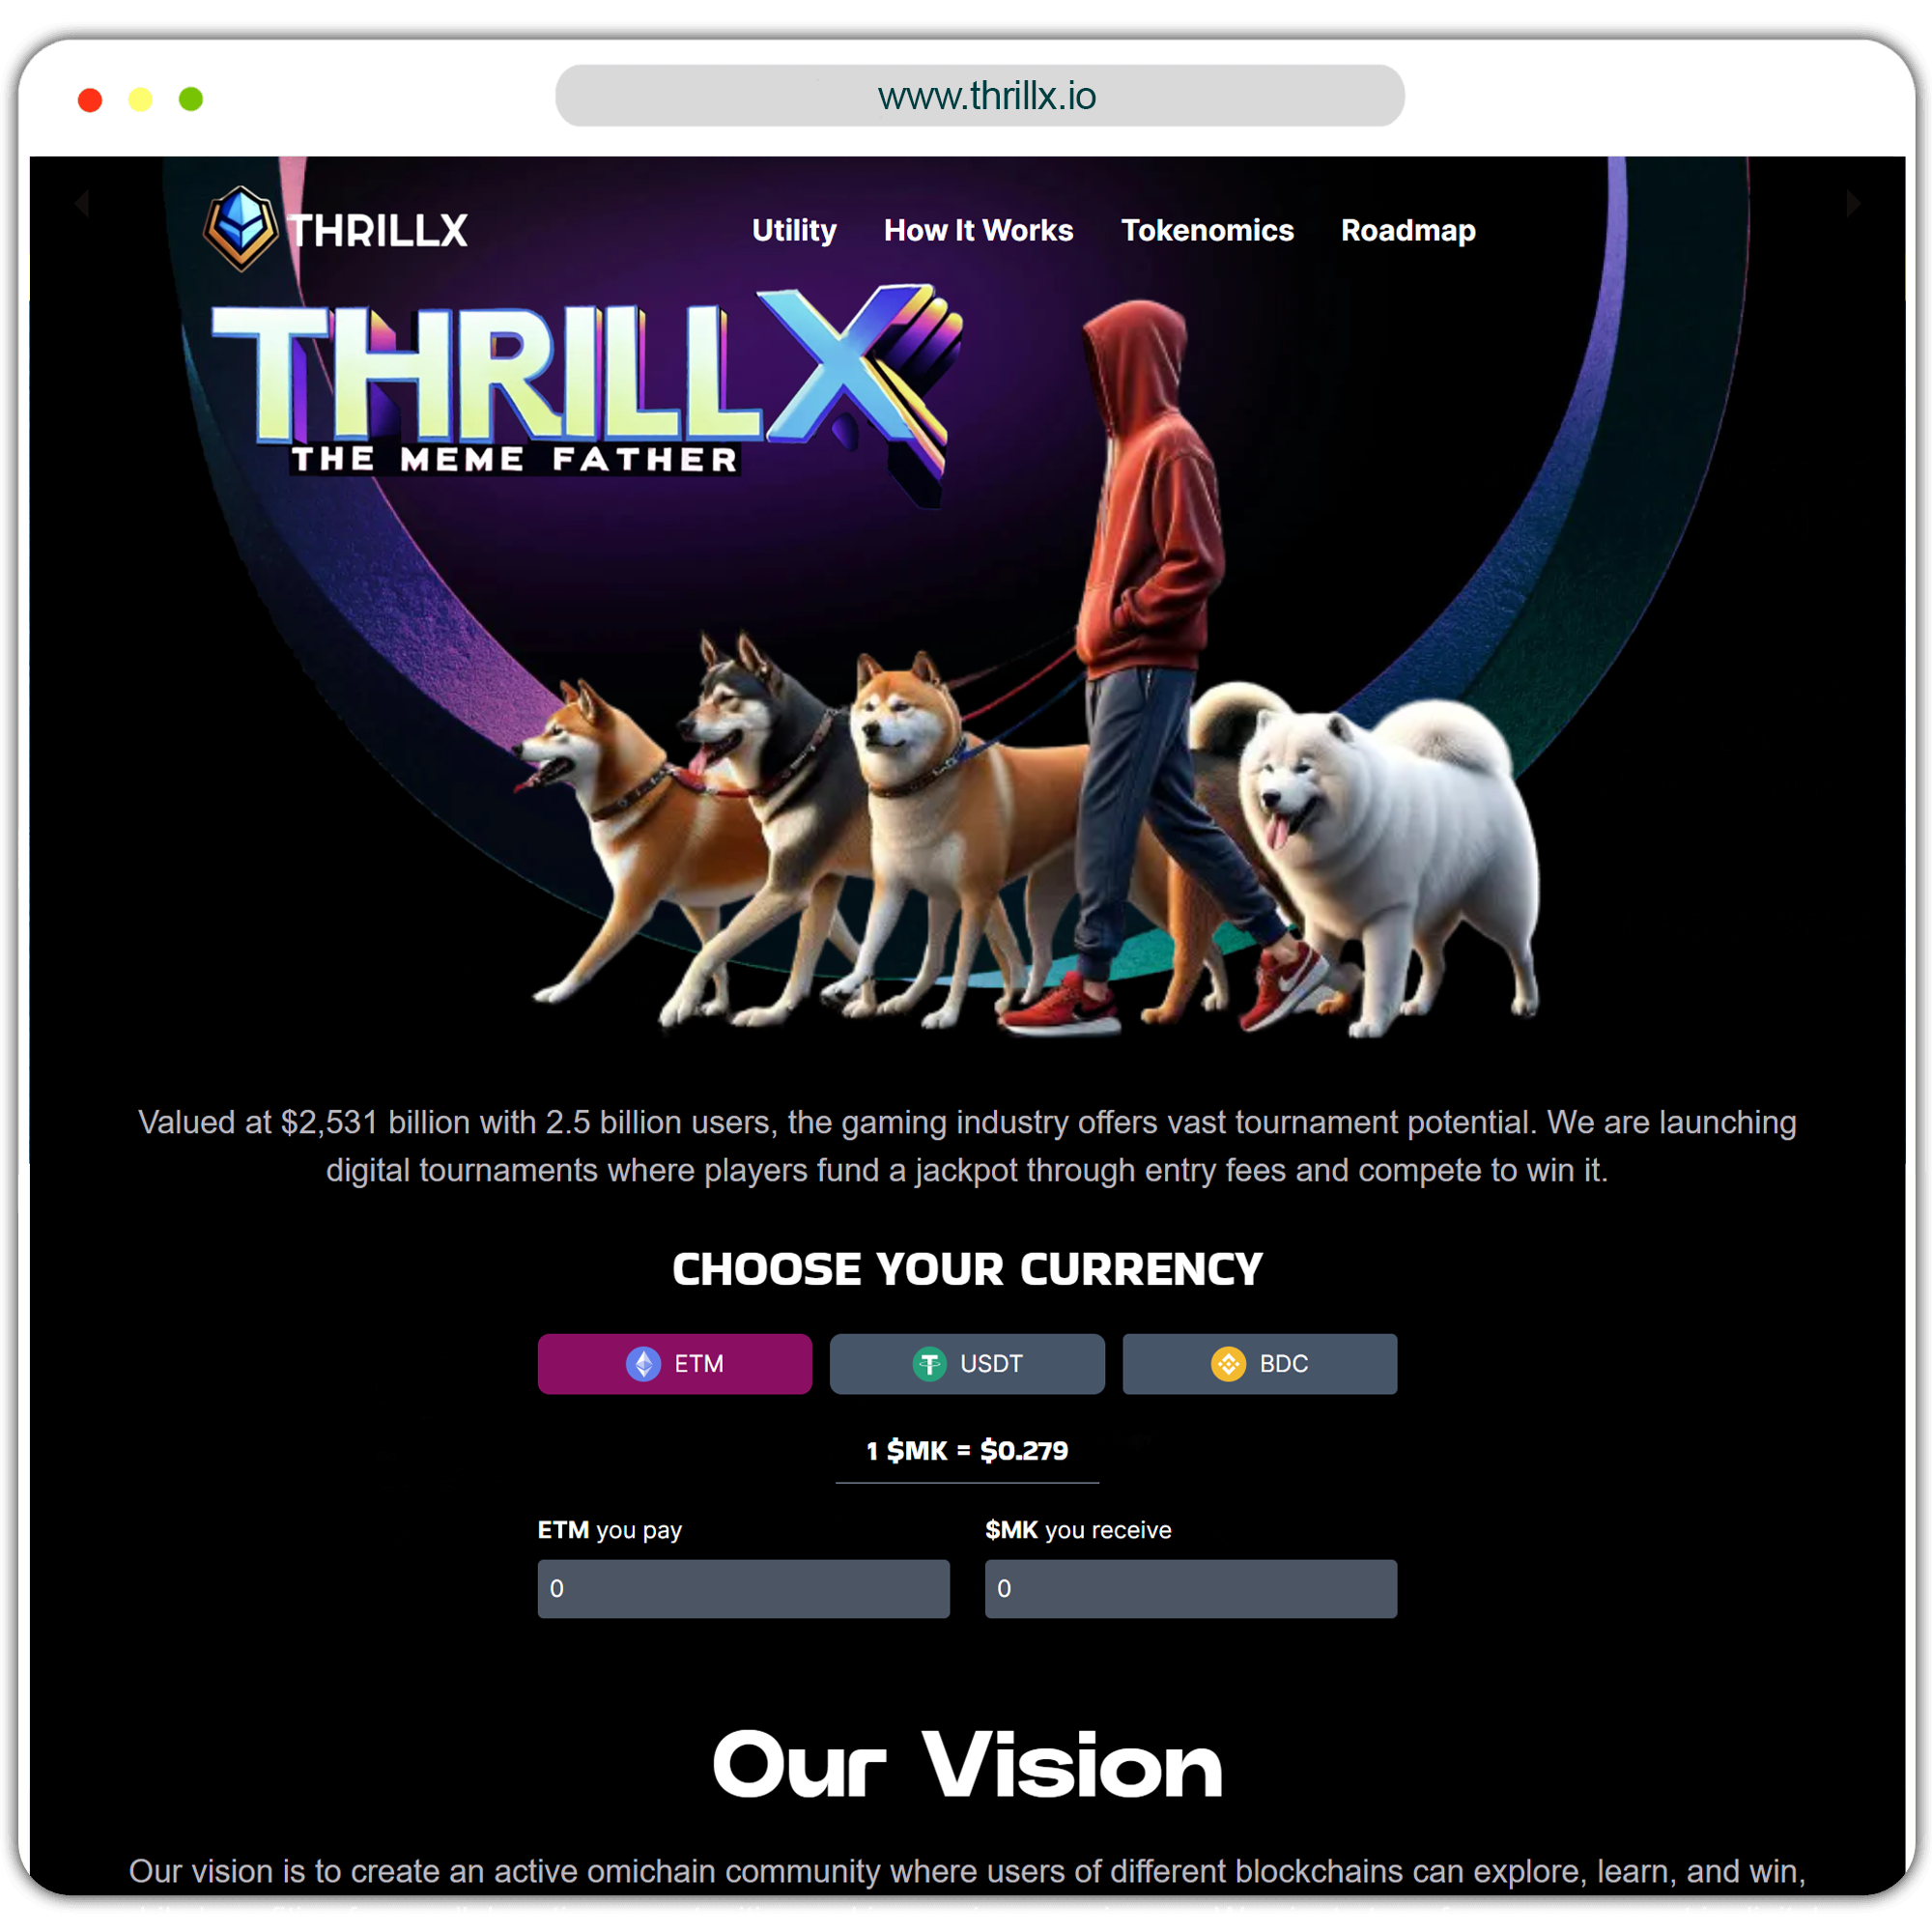 www.thrillx.io
THRILLX
Utility How It Works Tokenomics Roadmap
THRILLX
THE MEME FATHER
Valued at $2,531 billion with 2.5 billion users, the gaming industry offers vast tournament potential. We are launching
digital tournaments where players fund a jackpot through entry fees and compete to win it.
CHOOSE YOUR CURRENCY
ETM USDT BDC
1 $MK = $0.279
ETM you pay $MK you receive
0 0
Our Vision
Our vision is to create an active omichain community where users of different blockchains can explore, learn, and win,